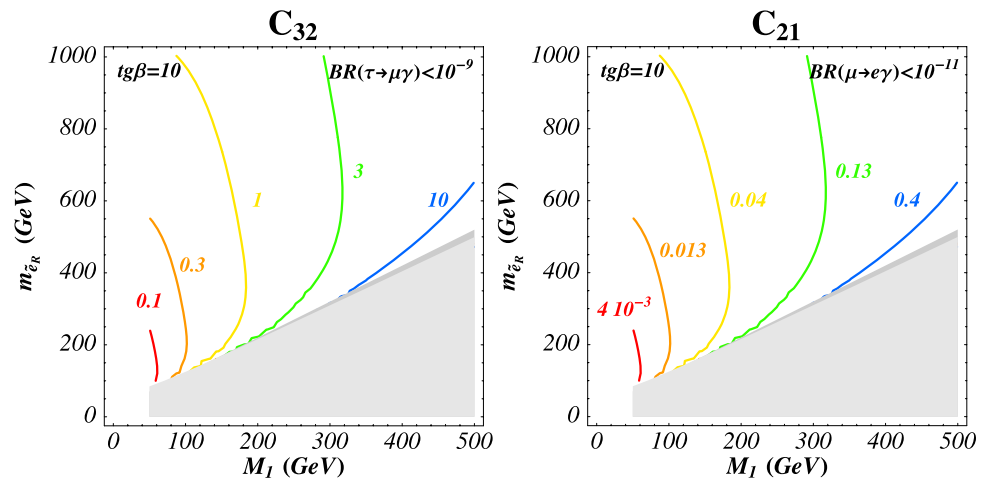 C32
tgβ=10
BR(τ→μγ)<10⁻⁹
1000
800
600
400
200
0
m_ẽR (GeV)
0.1
0.3
1
3
10
0 100 200 300 400 500
M1 (GeV)
C21
tgβ=10
BR(μ→eγ)<10⁻¹¹
1000
800
600
400
200
0
m_ẽR (GeV)
4 10⁻³
0.013
0.04
0.13
0.4
0 100 200 300 400 500
M1 (GeV)